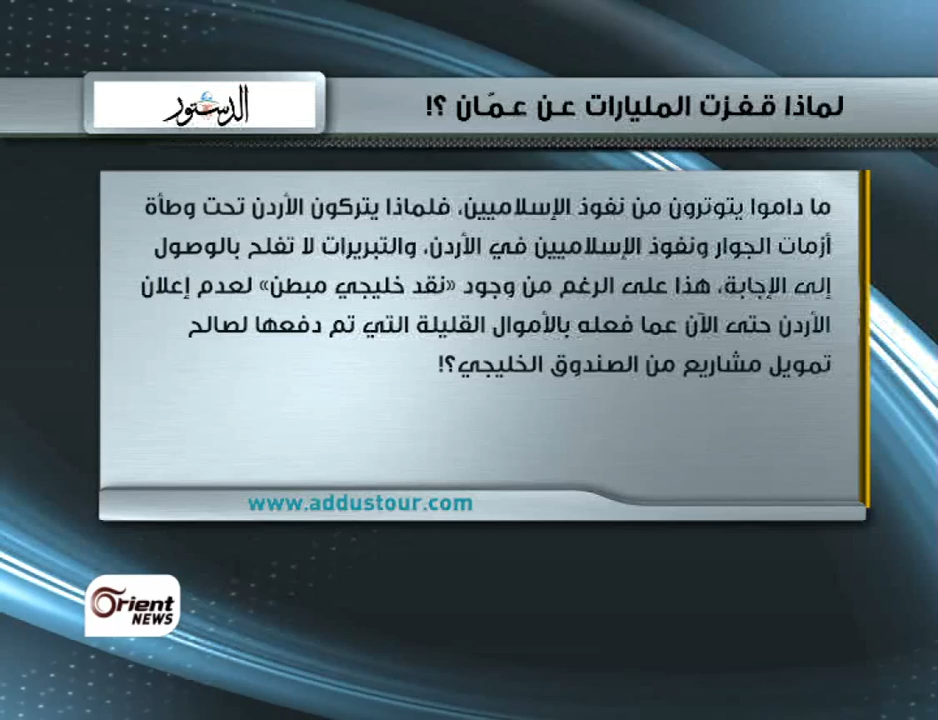 لماذا قفزت المليارات عن عمّان ؟!
الدستور
ما داموا يتوترون من نفوذ الإسلاميين، فلماذا يتركون الأردن تحت وطأة
أزمات الجوار ونفوذ الإسلاميين في الأردن، والتبريرات لا تفلح بالوصول
إلى الإجابة، هذا على الرغم من وجود «نقد خليجي مبطن» لعدم إعلان
الأردن حتى الآن عما فعله بالأموال القليلة التي تم دفعها لصالح
تمويل مشاريع من الصندوق الخليجي؟!
www.addustour.com
Orient
NEWS